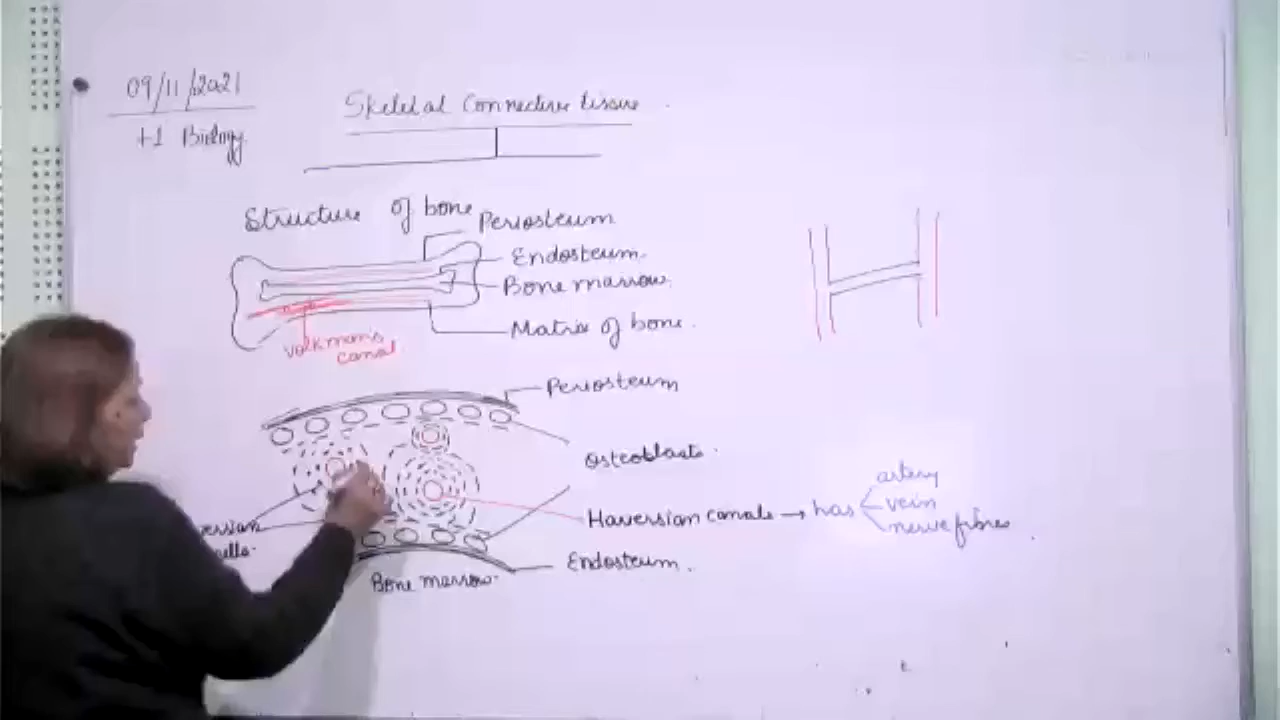 09/11/2021
+1 Biology
Skeletal Connective tissue
Structure of bone
Periosteum
Endosteum
Bone marrow
Matrix of bone
volkman's
canal
Periosteum
Osteoblasts
Haversian canals → has
artery
vein
nerve fibres
Endosteum
Bone marrow